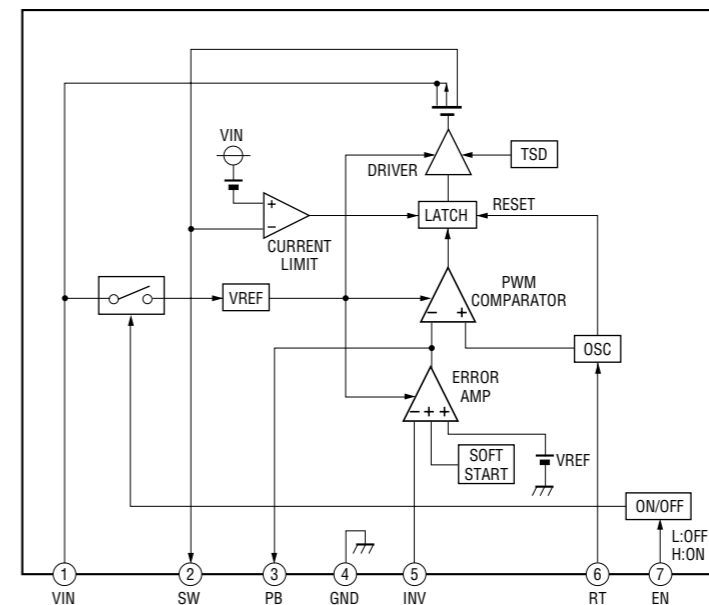 VIN
DRIVER
TSD
LATCH
RESET
+
−
CURRENT
LIMIT
VREF
PWM
COMPARATOR
− +
OSC
ERROR
AMP
− + +
SOFT
START
VREF
ON/OFF
L:OFF
H:ON
1 2 3 4 5 6 7
VIN SW PB GND INV RT EN